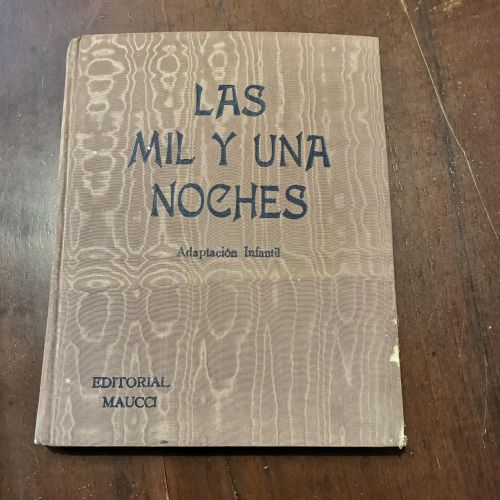 LAS
MIL Y UNA
NOCHES
Adaptación Infantil
EDITORIAL
MAUCCI